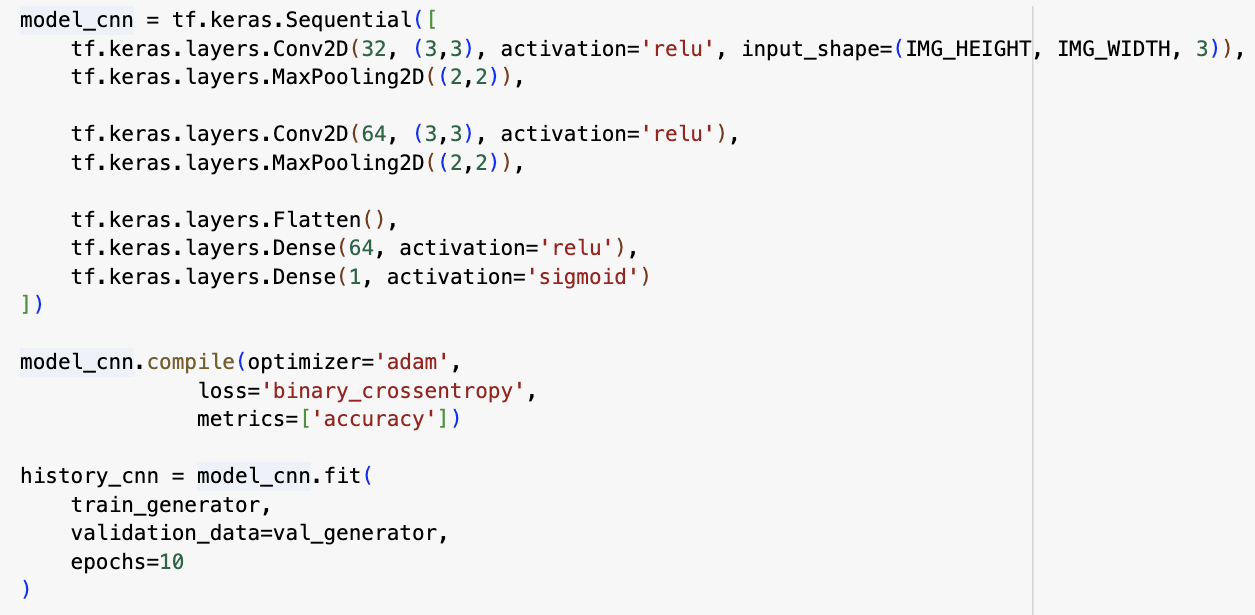 model_cnn = tf.keras.Sequential([
    tf.keras.layers.Conv2D(32, (3,3), activation='relu', input_shape=(IMG_HEIGHT, IMG_WIDTH, 3)),
    tf.keras.layers.MaxPooling2D((2,2)),

    tf.keras.layers.Conv2D(64, (3,3), activation='relu'),
    tf.keras.layers.MaxPooling2D((2,2)),

    tf.keras.layers.Flatten(),
    tf.keras.layers.Dense(64, activation='relu'),
    tf.keras.layers.Dense(1, activation='sigmoid')
])

model_cnn.compile(optimizer='adam',
              loss='binary_crossentropy',
              metrics=['accuracy'])

history_cnn = model_cnn.fit(
    train_generator,
    validation_data=val_generator,
    epochs=10
)